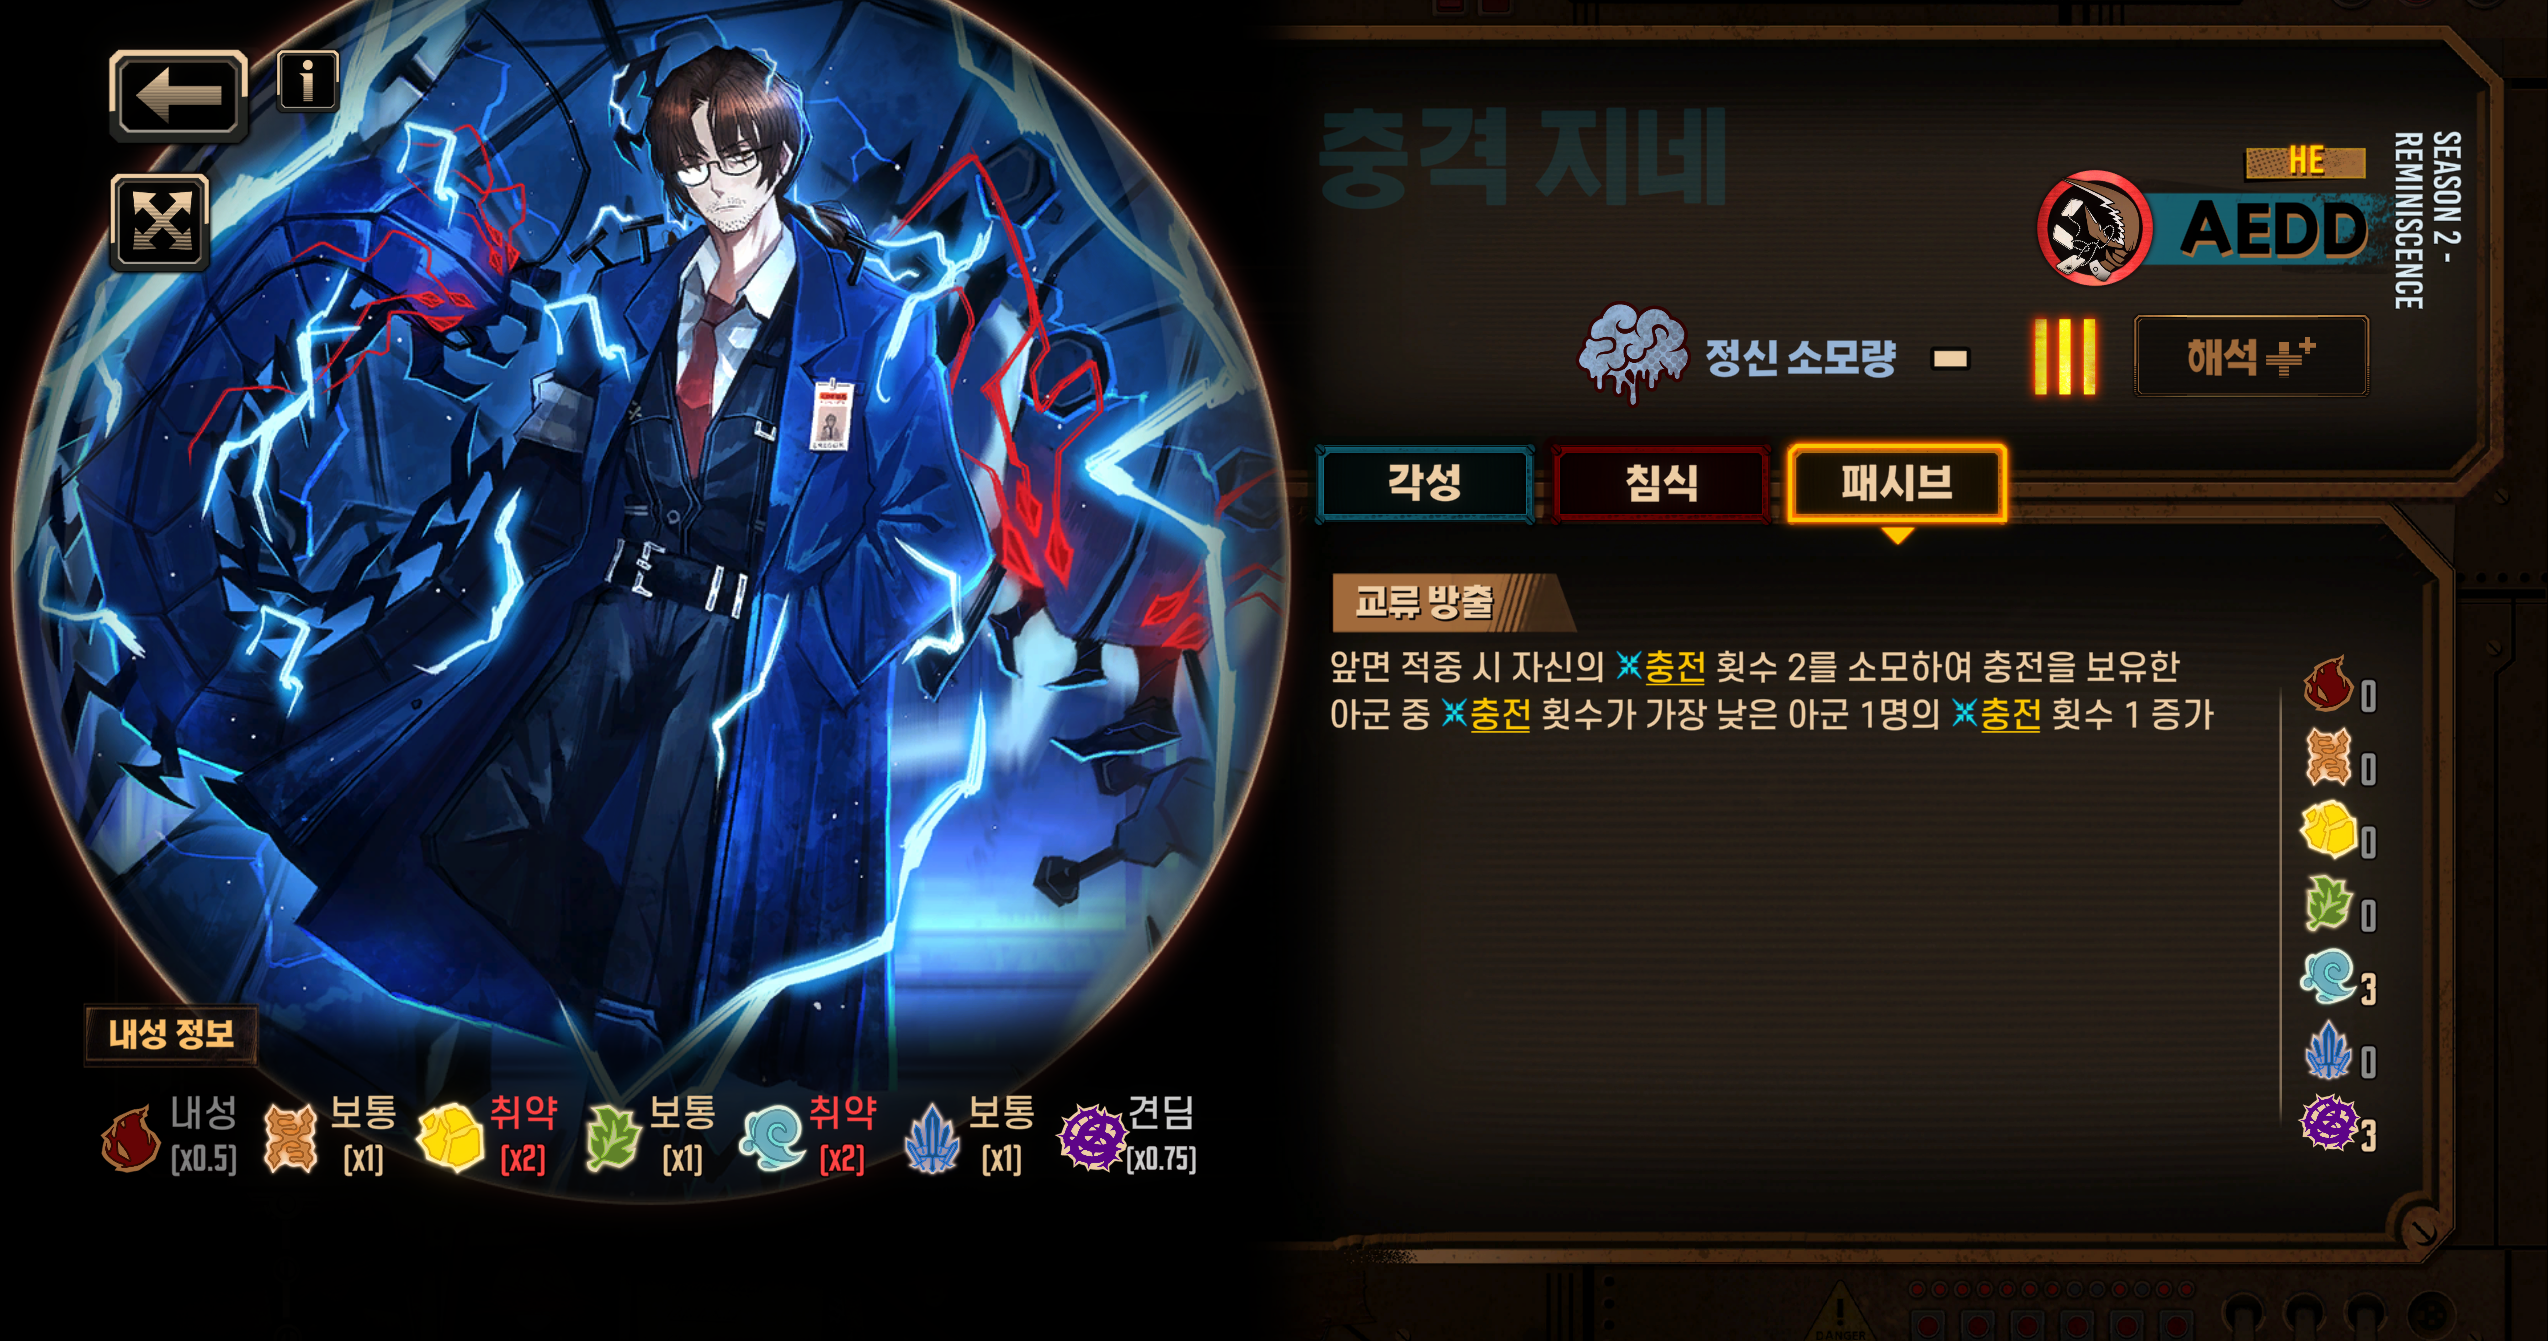 충격 지네
HE
AEDD
SEASON 2 -
REMINISCENCE
정신 소모량
해석
각성
침식
패시브
교류 방출
앞면 적중 시 자신의 충전 횟수 2를 소모하여 충전을 보유한
아군 중 충전 횟수가 가장 낮은 아군 1명의 충전 횟수 1 증가
0
0
0
0
3
0
3
내성 정보
내성 보통 취약 보통 취약 보통 견딤
(x0.5) (x1) (x2) (x1) (x2) (x1) (x0.75)
DANGER